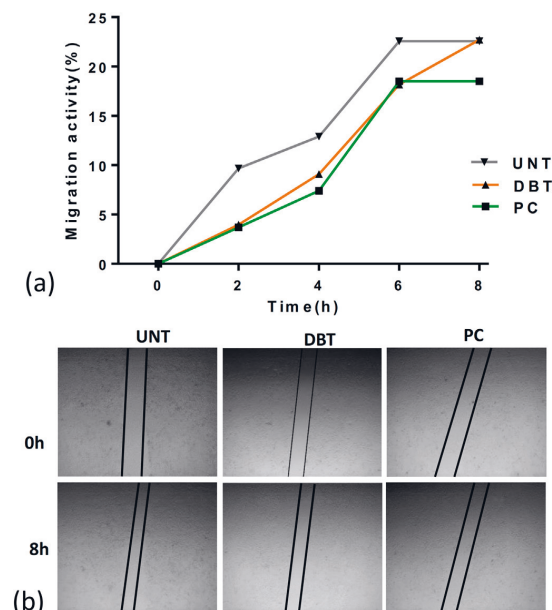 25
20
15
10
5
0
Migration activity(%)
0 2 4 6 8
Time(h)
UNT
DBT
PC
(a)
UNT DBT PC
0h
8h
(b)